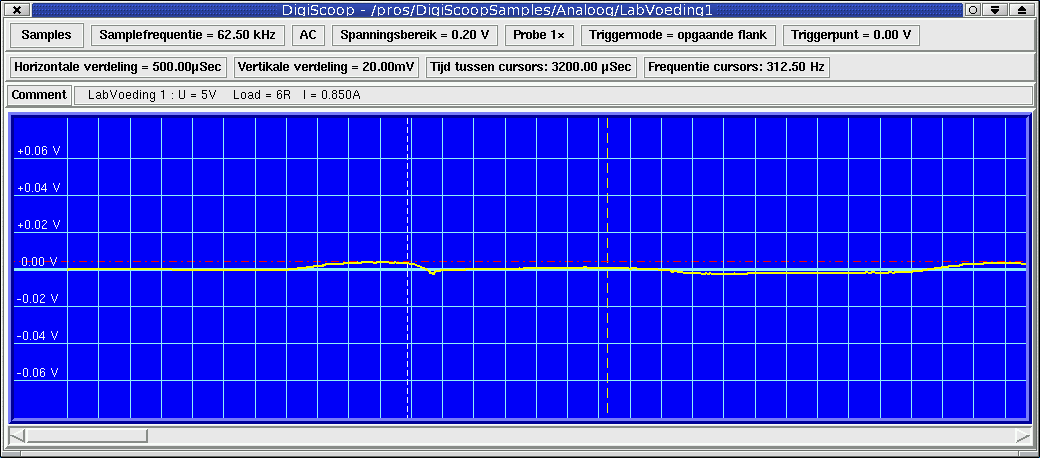 DigiScoop - /pros/DigiScoopSamples/Analoog/LabVoeding1
Samples Samplefrequentie = 62.50 kHz AC Spanningsbereik = 0.20 V Probe 1× Triggermode = opgaande flank Triggerpunt = 0.00 V
Horizontale verdeling = 500.00µSec Vertikale verdeling = 20.00mV Tijd tussen cursors: 3200.00 µSec Frequentie cursors: 312.50 Hz
Comment LabVoeding 1 : U = 5V Load = 6R I = 0.850A
+0.06 V
+0.04 V
+0.02 V
0.00 V
-0.02 V
-0.04 V
-0.06 V